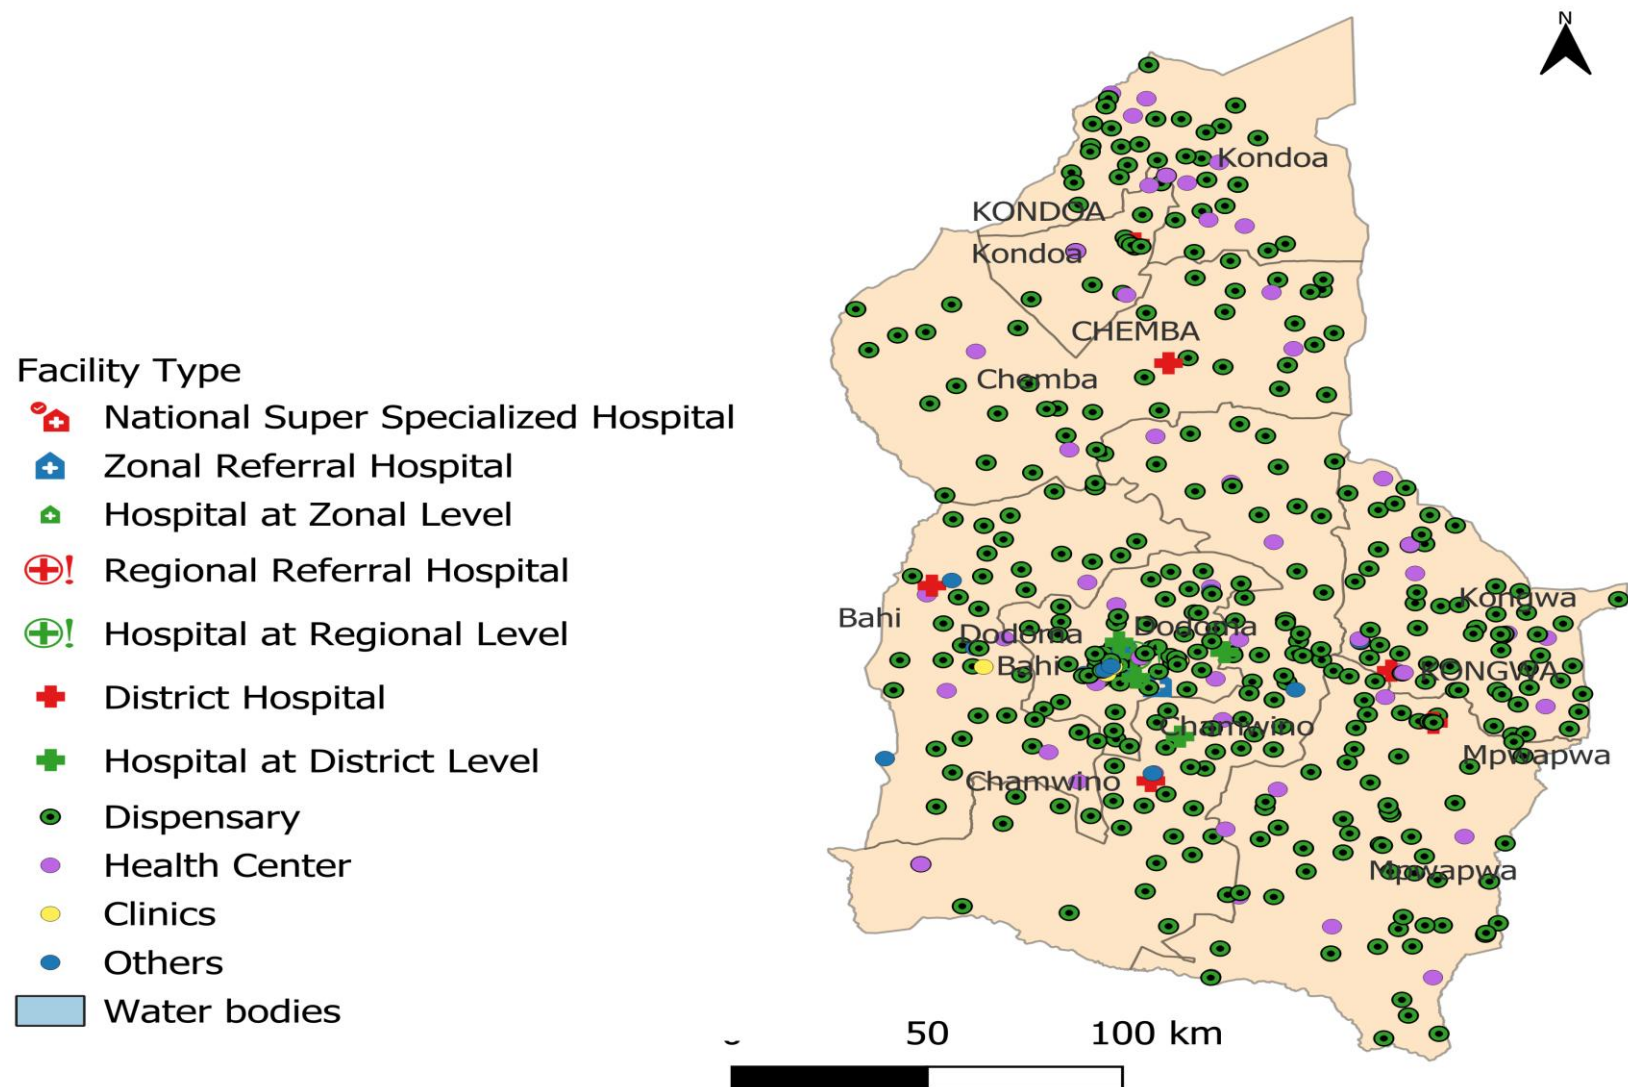 N
Kondoa
KONDOA
Kondoa
CHEMBA
Chemba
Facility Type
National Super Specialized Hospital
Zonal Referral Hospital
Hospital at Zonal Level
Regional Referral Hospital
Hospital at Regional Level
District Hospital
Hospital at District Level
Dispensary
Health Center
Clinics
Others
Water bodies
Kongwa
Bahi
Dodoma
Dodoma
Bahi
KONGWA
Chamwino
Mpwapwa
Chamwino
Mpwapwa
50
100 km